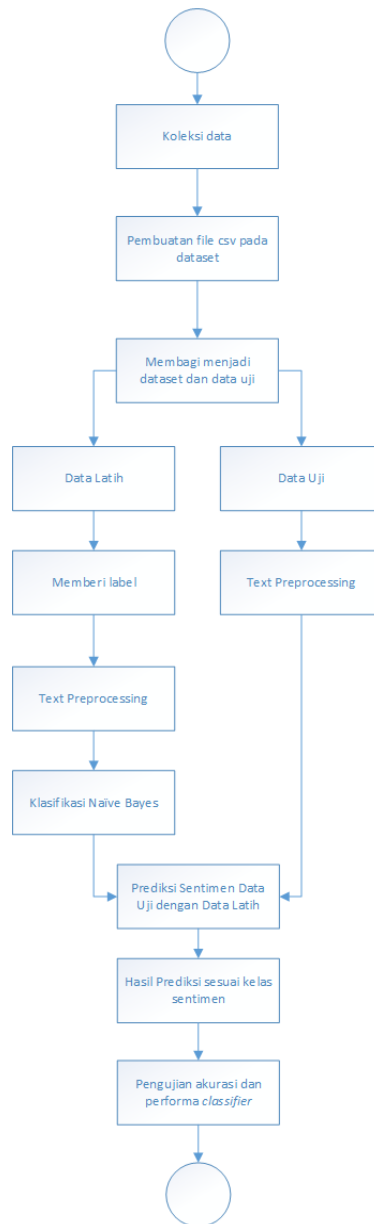 Koleksi data
Pembuatan file csv pada
dataset
Membagi menjadi
dataset dan data uji
Data Latih
Data Uji
Memberi label
Text Preprocessing
Text Preprocessing
Klasifikasi Naïve Bayes
Prediksi Sentimen Data
Uji dengan Data Latih
Hasil Prediksi sesuai kelas
sentimen
Pengujian akurasi dan
performa classifier